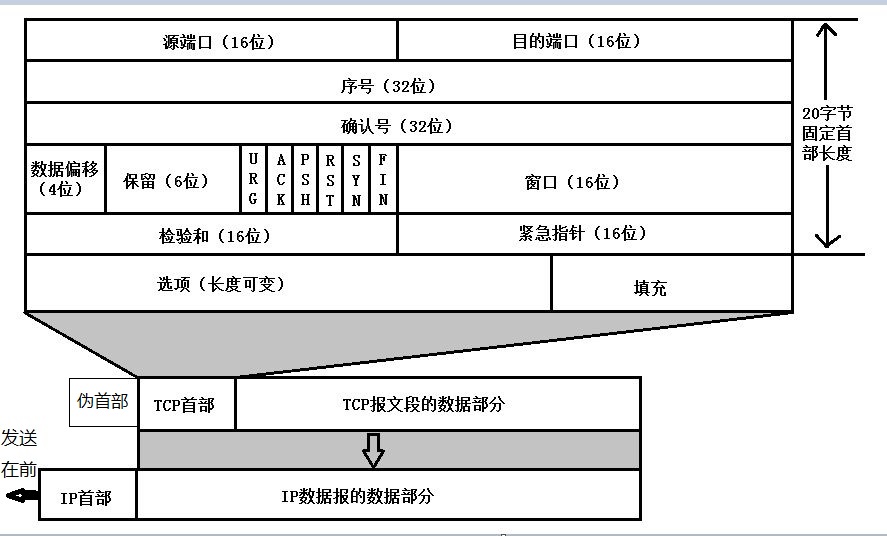 源端口（16位）
目的端口（16位）
序号（32位）
确认号（32位）
数据偏移
（4位）
保留（6位）
URG
ACK
PSH
RST
SYN
FIN
窗口（16位）
检验和（16位）
紧急指针（16位）
选项（长度可变）
填充
20字节
固定首
部长度
伪首部
TCP首部
TCP报文段的数据部分
发送
在前
IP首部
IP数据报的数据部分